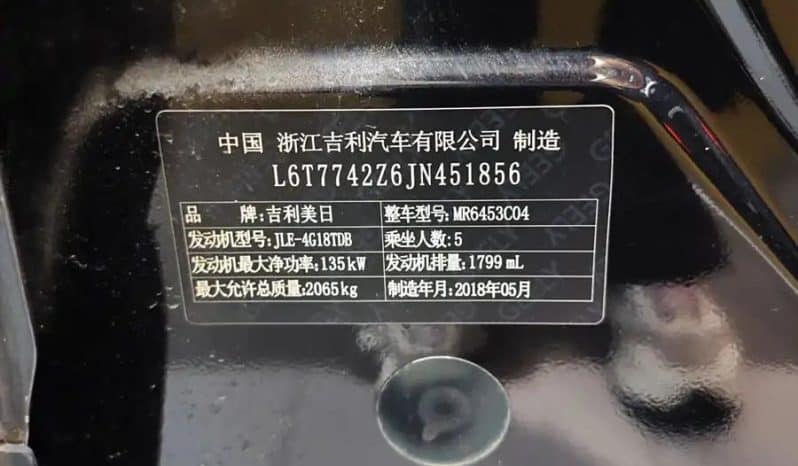 中国 浙江吉利汽车有限公司 制造
L6T7742Z6JN451856
品 牌:吉利美日 整车型号:MR6453C04
发动机型号:JLE-4G18TDB 乘坐人数:5
发动机最大净功率:135kW 发动机排量:1799 mL
最大允许总质量:2065kg 制造年月:2018年05月
GEELY